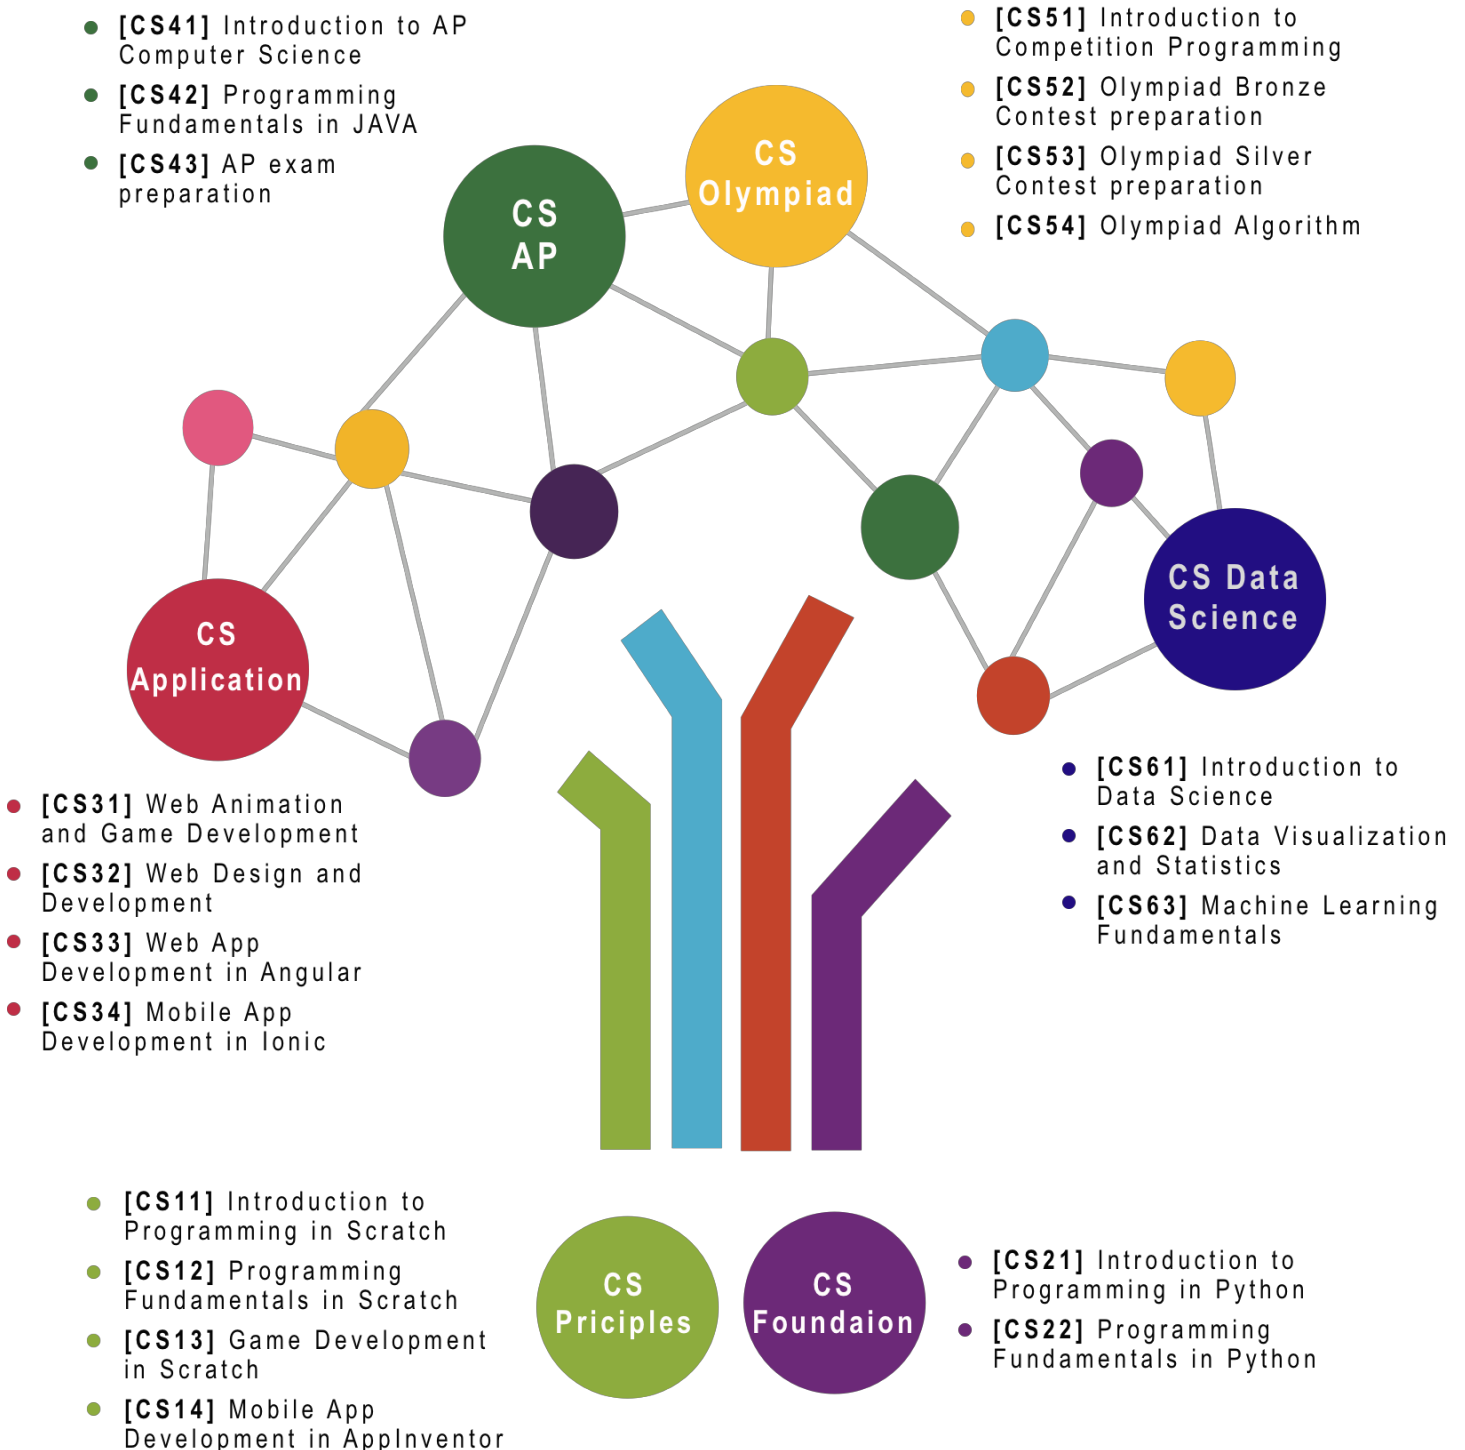 [CS41] Introduction to AP
Computer Science
[CS42] Programming
Fundamentals in JAVA
[CS43] AP exam
preparation
[CS51] Introduction to
Competition Programming
[CS52] Olympiad Bronze
Contest preparation
[CS53] Olympiad Silver
Contest preparation
[CS54] Olympiad Algorithm
CS
Olympiad
CS
AP
CS Data
Science
CS
Application
[CS31] Web Animation
and Game Development
[CS32] Web Design and
Development
[CS33] Web App
Development in Angular
[CS34] Mobile App
Development in Ionic
[CS61] Introduction to
Data Science
[CS62] Data Visualization
and Statistics
[CS63] Machine Learning
Fundamentals
[CS11] Introduction to
Programming in Scratch
[CS12] Programming
Fundamentals in Scratch
[CS13] Game Development
in Scratch
[CS14] Mobile App
Development in AppInventor
CS
Priciples
CS
Foundaion
[CS21] Introduction to
Programming in Python
[CS22] Programming
Fundamentals in Python